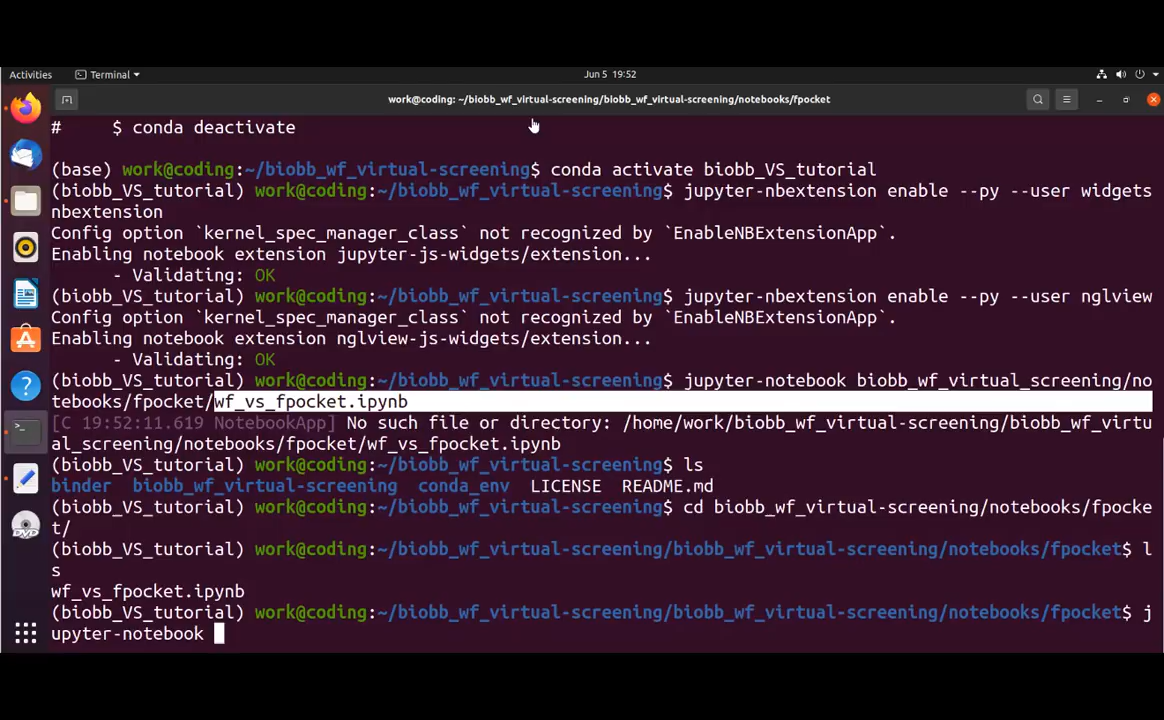 Activities Terminal Jun 5 19:52
work@coding: ~/biobb_wf_virtual-screening/biobb_wf_virtual-screening/notebooks/fpocket
#     $ conda deactivate
(base) work@coding:~/biobb_wf_virtual-screening$ conda activate biobb_VS_tutorial
(biobb_VS_tutorial) work@coding:~/biobb_wf_virtual-screening$ jupyter-nbextension enable --py --user widgets
nbextension
Config option `kernel_spec_manager_class` not recognized by `EnableNBExtensionApp`.
Enabling notebook extension jupyter-js-widgets/extension...
      - Validating: OK
(biobb_VS_tutorial) work@coding:~/biobb_wf_virtual-screening$ jupyter-nbextension enable --py --user nglview
Config option `kernel_spec_manager_class` not recognized by `EnableNBExtensionApp`.
Enabling notebook extension nglview-js-widgets/extension...
      - Validating: OK
(biobb_VS_tutorial) work@coding:~/biobb_wf_virtual-screening$ jupyter-notebook biobb_wf_virtual_screening/no
tebooks/fpocket/wf_vs_fpocket.ipynb
[C 19:52:11.619 NotebookApp] No such file or directory: /home/work/biobb_wf_virtual-screening/biobb_wf_virtu
al_screening/notebooks/fpocket/wf_vs_fpocket.ipynb
(biobb_VS_tutorial) work@coding:~/biobb_wf_virtual-screening$ ls
binder  biobb_wf_virtual-screening  conda_env  LICENSE  README.md
(biobb_VS_tutorial) work@coding:~/biobb_wf_virtual-screening$ cd biobb_wf_virtual-screening/notebooks/fpocke
t/
(biobb_VS_tutorial) work@coding:~/biobb_wf_virtual-screening/biobb_wf_virtual-screening/notebooks/fpocket$ l
s
wf_vs_fpocket.ipynb
(biobb_VS_tutorial) work@coding:~/biobb_wf_virtual-screening/biobb_wf_virtual-screening/notebooks/fpocket$ j
upyter-notebook